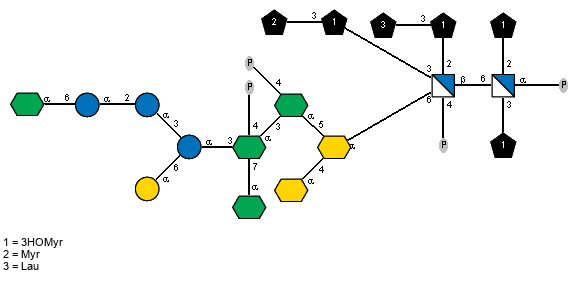 2 3 1 3 3 1 1
P 4 3 2 2
P β 6 α P
α 6 α 2 4 α 6 4 3
3 3 α 5 P 1
α 3 α α
6 7 4
α α α
1 = 3HOMyr
2 = Myr
3 = Lau